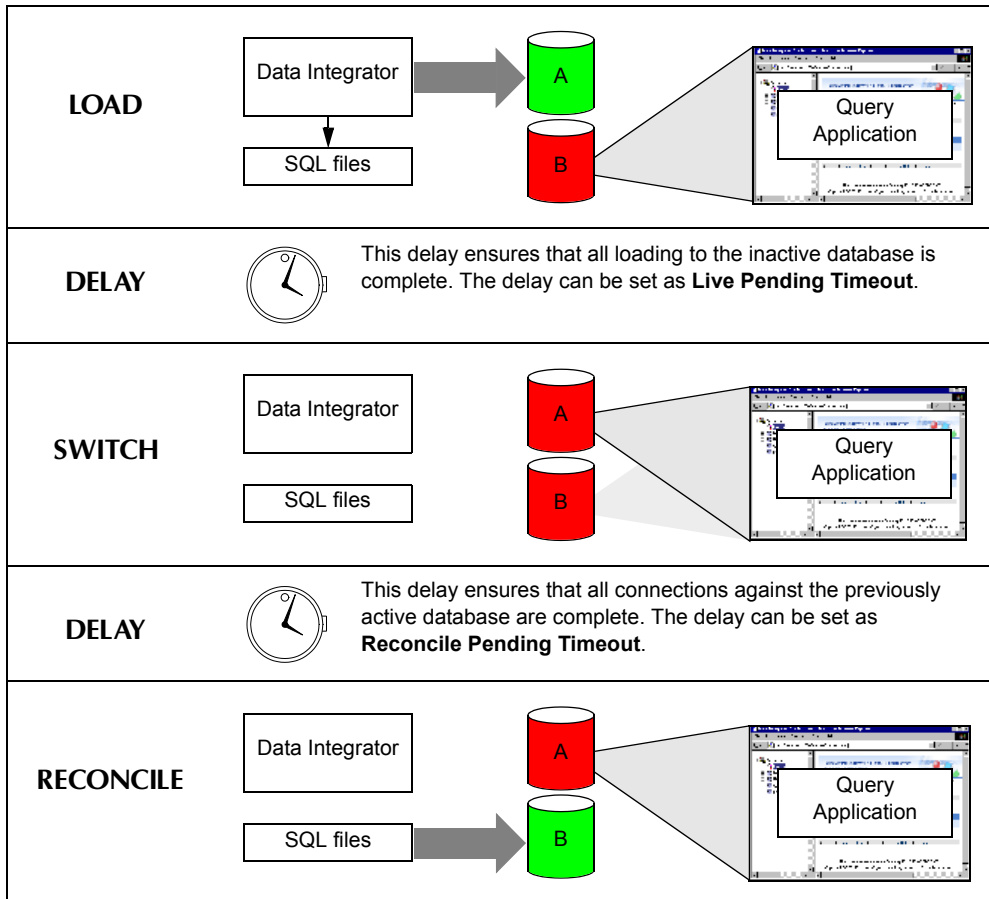 LOAD
Data Integrator
SQL files
A
B
Query
Application
DELAY
This delay ensures that all loading to the inactive database is
complete. The delay can be set as Live Pending Timeout.
SWITCH
Data Integrator
SQL files
A
B
Query
Application
DELAY
This delay ensures that all connections against the previously
active database are complete. The delay can be set as
Reconcile Pending Timeout.
RECONCILE
Data Integrator
SQL files
A
B
Query
Application